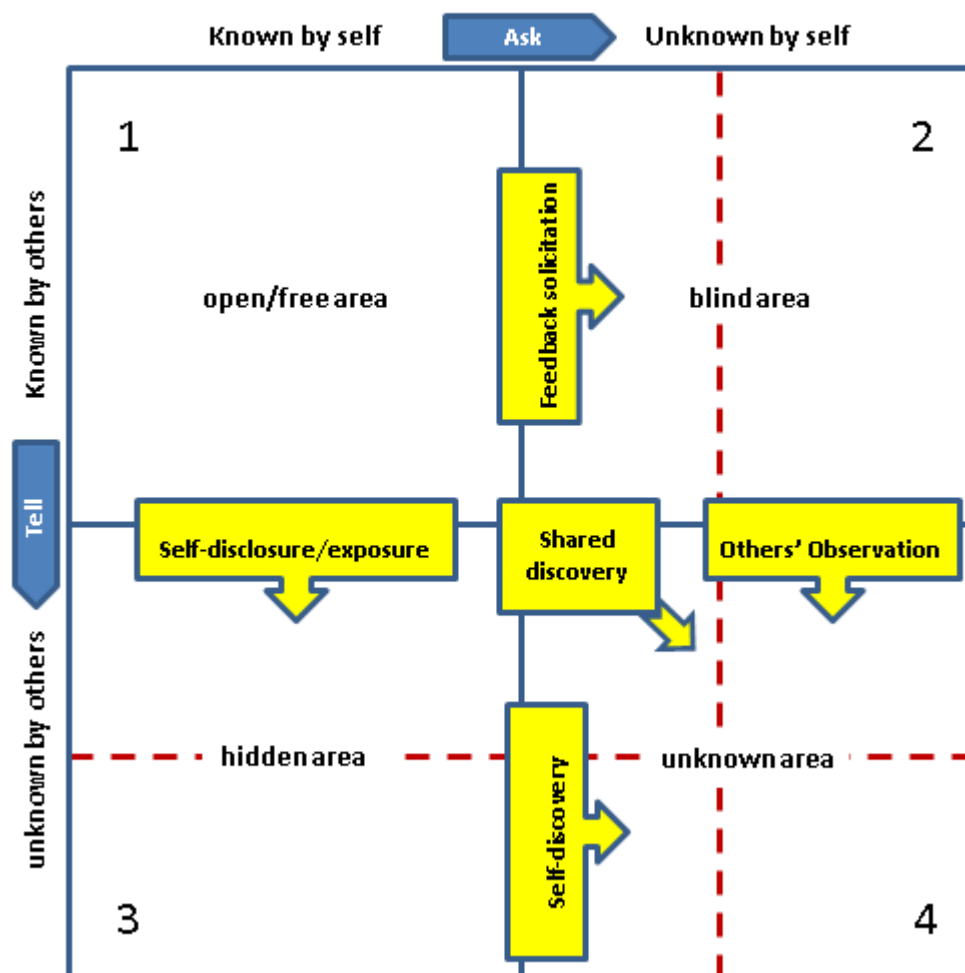 Known by self
Ask
Unknown by self
1
2
Known by others
Feedback solicitation
open/free area
blind area
Tell
Self-disclosure/exposure
Shared
discovery
Others' Observation
unknown by others
hidden area
unknown area
Self-discovery
3
4